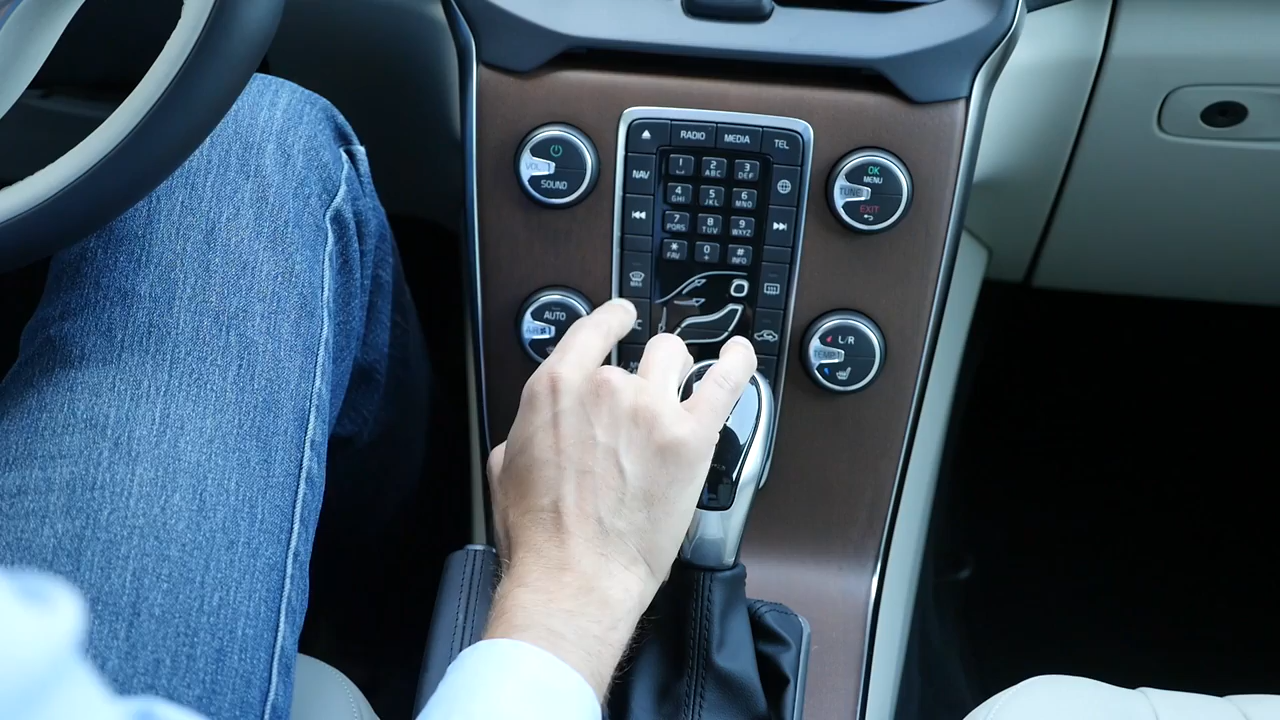 RADIO MEDIA TEL
NAV
1
2 ABC
3 DEF
4 GHI
5 JKL
6 MNO
7 PQRS
8 TUV
9 WXYZ
* FAV
0 +
# INFO
MAX
VOL
SOUND
OK
MENU
TUNE
EXIT
AUTO
L/R
TEMP